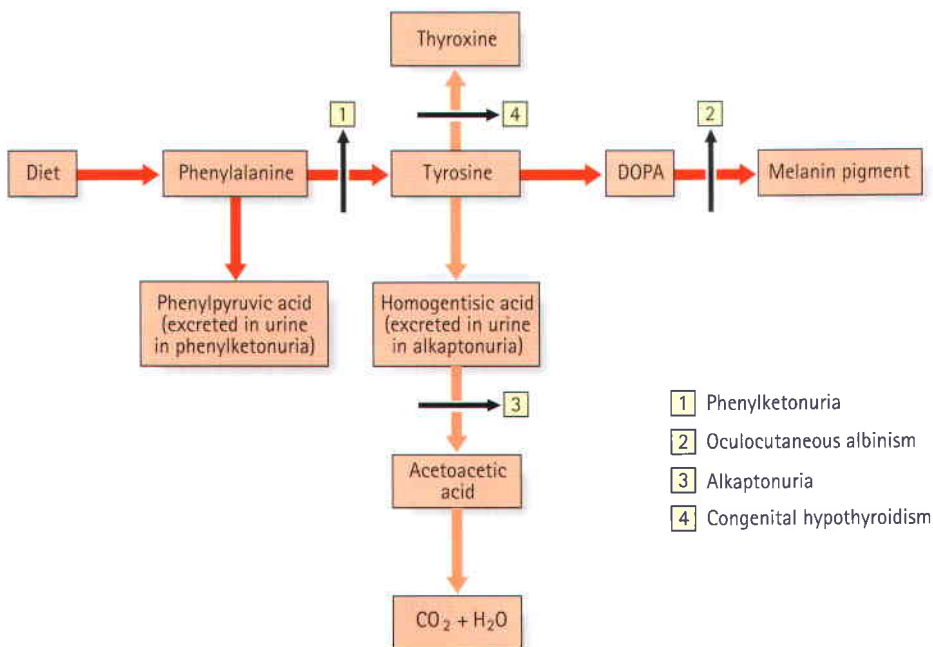 Thyroxine
1
4
2
Diet
Phenylalanine
Tyrosine
DOPA
Melanin pigment
Phenylpyruvic acid
(excreted in urine
in phenylketonuria)
Homogentisic acid
(excreted in urine
in alkaptonuria)
3
Acetoacetic
acid
CO₂ + H₂O
1 Phenylketonuria
2 Oculocutaneous albinism
3 Alkaptonuria
4 Congenital hypothyroidism